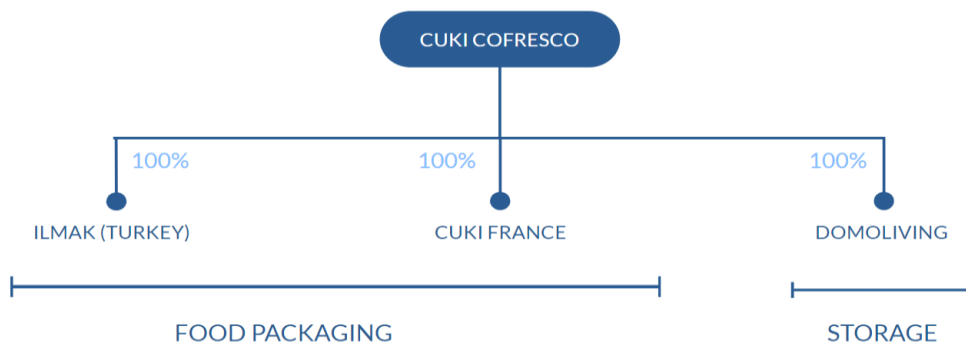 CUKI COFRESCO
100% 100% 100%
ILMAK (TURKEY) CUKI FRANCE DOMOLIVING
FOOD PACKAGING STORAGE